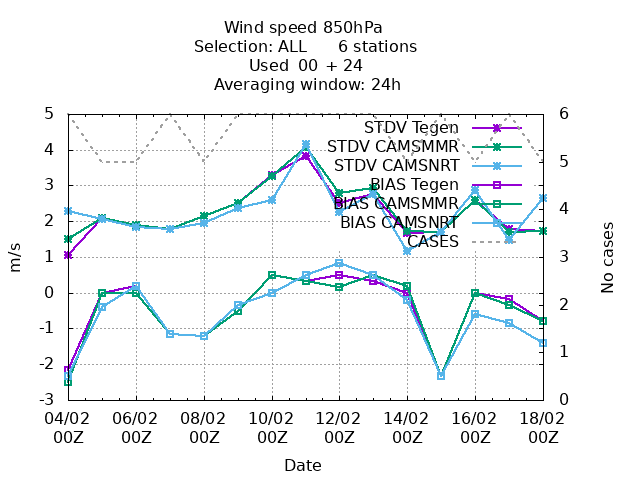 Wind speed 850hPa
Selection: ALL 6 stations
Used 00 + 24
Averaging window: 24h
5 6
STDV Tegen
STDV CAMSMMR
STDV CAMSNRT
BIAS Tegen
BIAS CAMSMMR
BIAS CAMSNRT
CASES
4
3
2
1
0
-1
-2
-3
m/s
5
4
3
2
1
0
No cases
04/02 06/02 08/02 10/02 12/02 14/02 16/02 18/02
00Z 00Z 00Z 00Z 00Z 00Z 00Z 00Z
Date